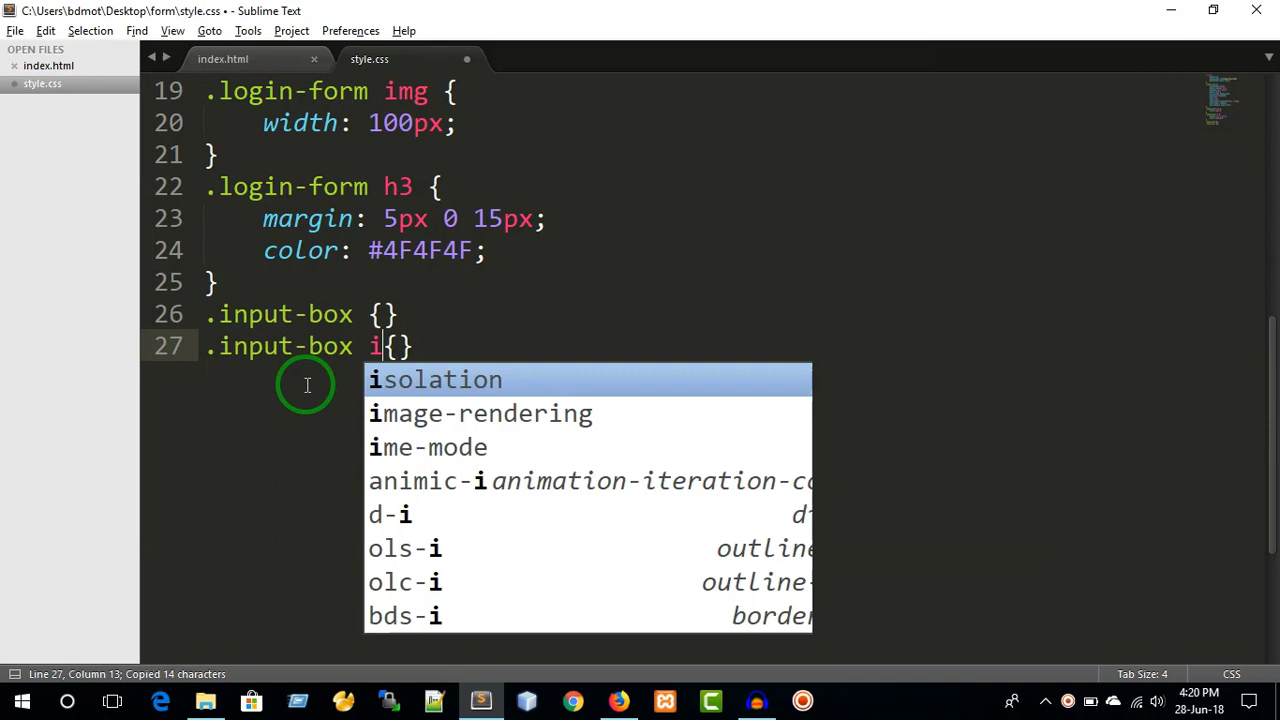 C:\Users\bdmot\Desktop\form\style.css • - Sublime Text
File Edit Selection Find View Goto Tools Project Preferences Help
OPEN FILES
index.html
style.css
index.html
style.css
19 .login-form img {
20 width: 100px;
21 }
22 .login-form h3 {
23 margin: 5px 0 15px;
24 color: #4F4F4F;
25 }
26 .input-box {}
27 .input-box i{}
isolation
image-rendering
ime-mode
animic-i animation-iteration-co
d-i
ols-i outline
olc-i outline-
bds-i border
Line 27, Column 13; Copied 14 characters
Tab Size: 4
CSS
4:20 PM
28-Jun-18